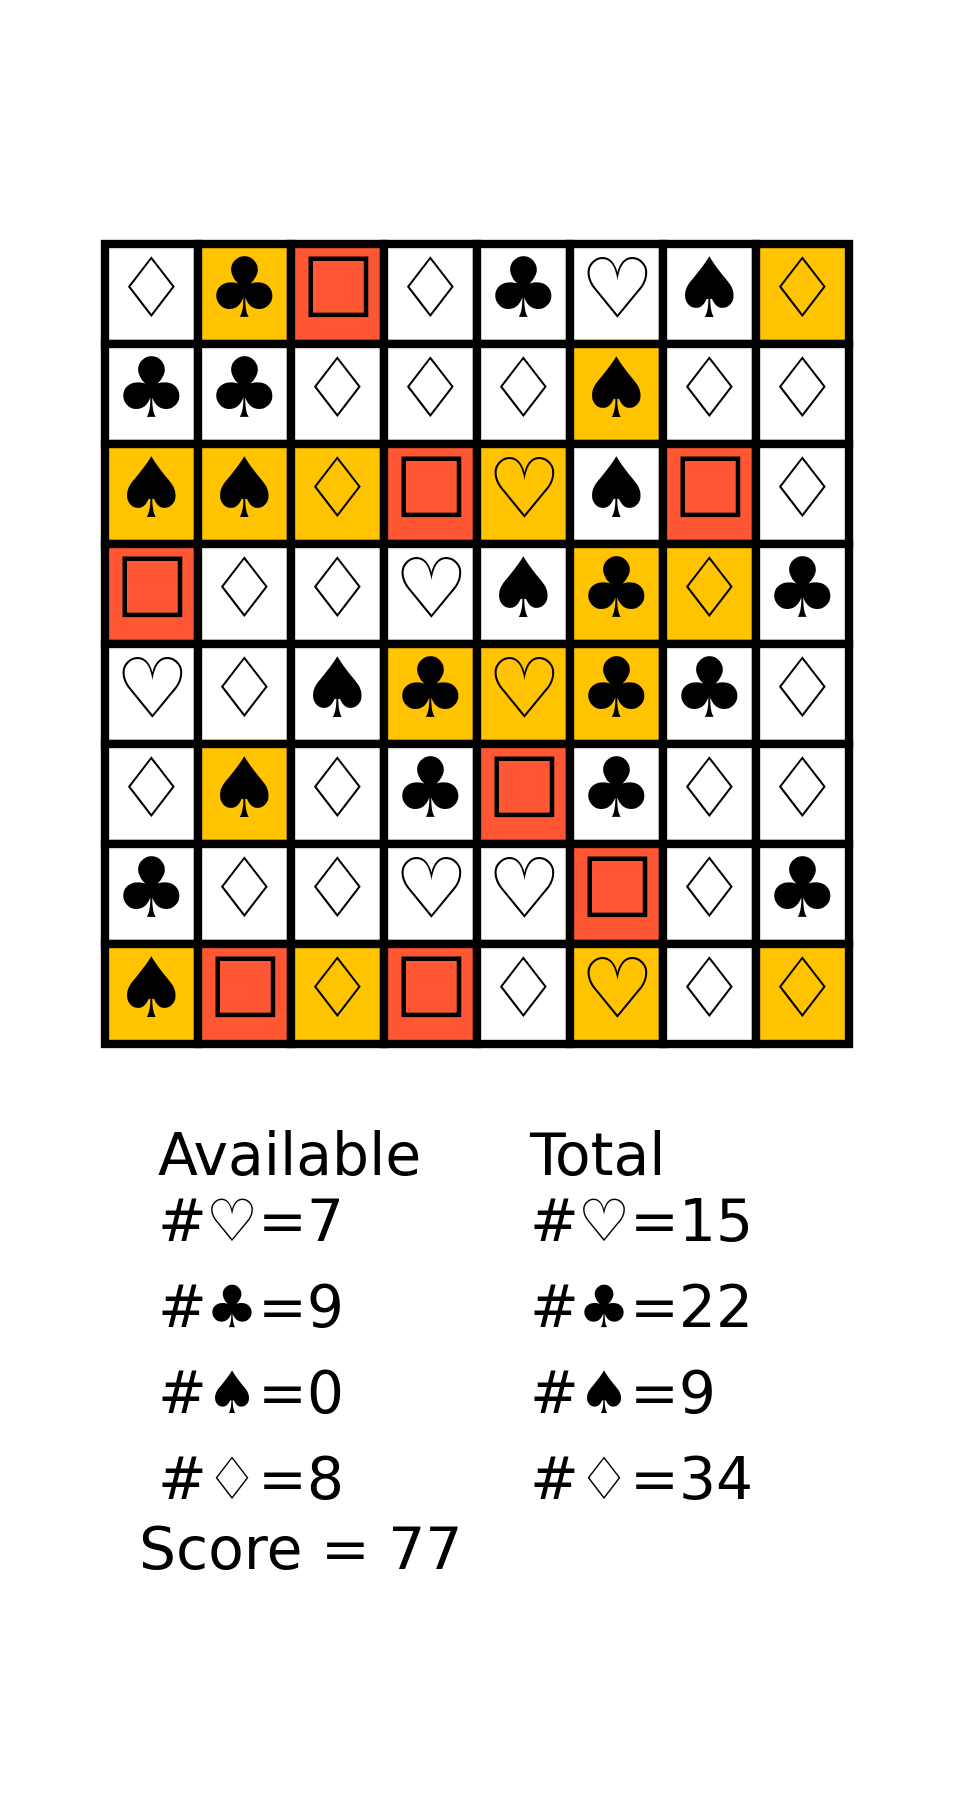 ♢ ♣ □ ♢ ♣ ♡ ♠ ♢
♣ ♣ ♢ ♢ ♢ ♠ ♢ ♢
♠ ♠ ♢ □ ♡ ♠ □ ♢
□ ♢ ♢ ♡ ♠ ♣ ♢ ♣
♡ ♢ ♠ ♣ ♡ ♣ ♣ ♢
♢ ♠ ♢ ♣ □ ♣ ♢ ♢
♣ ♢ ♢ ♡ ♡ □ ♢ ♣
♠ □ ♢ □ ♢ ♡ ♢ ♢
Available Total
#♡=7 #♡=15
#♣=9 #♣=22
#♠=0 #♠=9
#♢=8 #♢=34
Score = 77